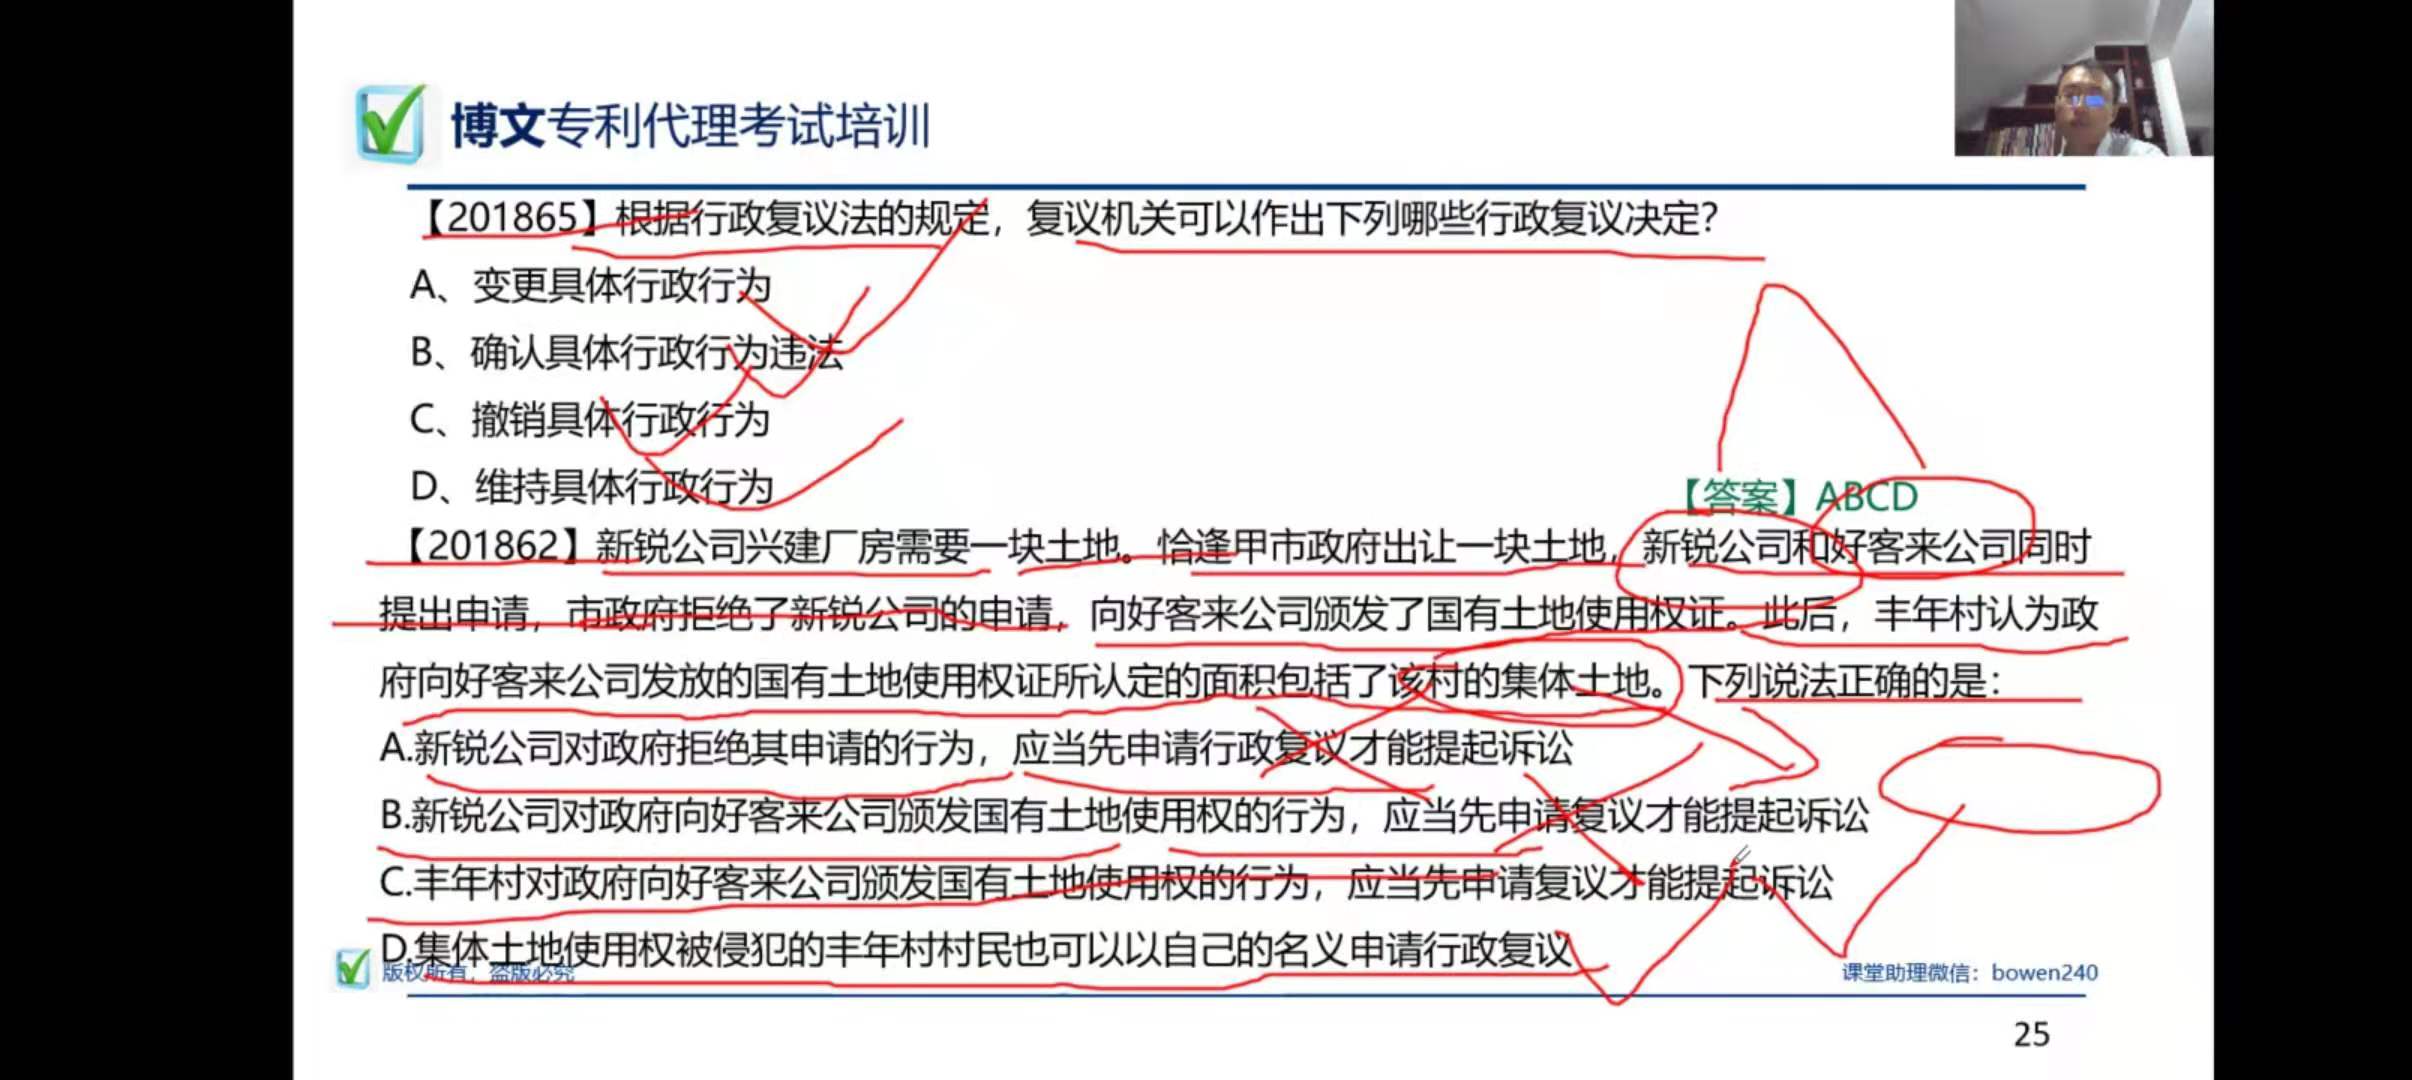 博文专利代理考试培训
【201865】根据行政复议法的规定，复议机关可以作出下列哪些行政复议决定？
A、变更具体行政行为
B、确认具体行政行为违法
C、撤销具体行政行为
D、维持具体行政行为
【答案】ABCD
【201862】新锐公司兴建厂房需要一块土地。恰逢甲市政府出让一块土地，新锐公司和好客来公司同时
提出申请，市政府拒绝了新锐公司的申请，向好客来公司颁发了国有土地使用权证。此后，丰年村认为政
府向好客来公司发放的国有土地使用权证所认定的面积包括了该村的集体土地。下列说法正确的是：
A.新锐公司对政府拒绝其申请的行为，应当先申请行政复议才能提起诉讼
B.新锐公司对政府向好客来公司颁发国有土地使用权的行为，应当先申请复议才能提起诉讼
C.丰年村对政府向好客来公司颁发国有土地使用权的行为，应当先申请复议才能提起诉讼
D.集体土地使用权被侵犯的丰年村村民也可以以自己的名义申请行政复议
版权所有，盗版必究
课堂助理微信：bowen240
25